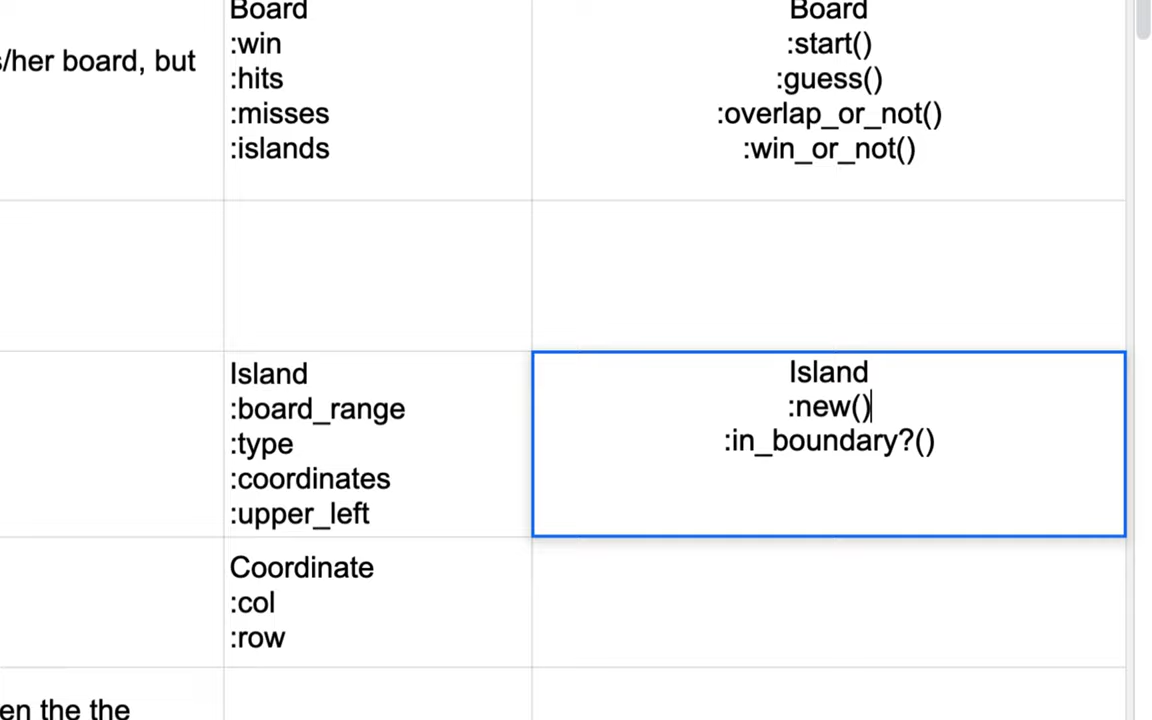 Board
:win
:hits
:misses
:islands
/her board, but
Board
:start()
:guess()
:overlap_or_not()
:win_or_not()
Island
:board_range
:type
:coordinates
:upper_left
Island
:new()
:in_boundary?()
Coordinate
:col
:row
en the the